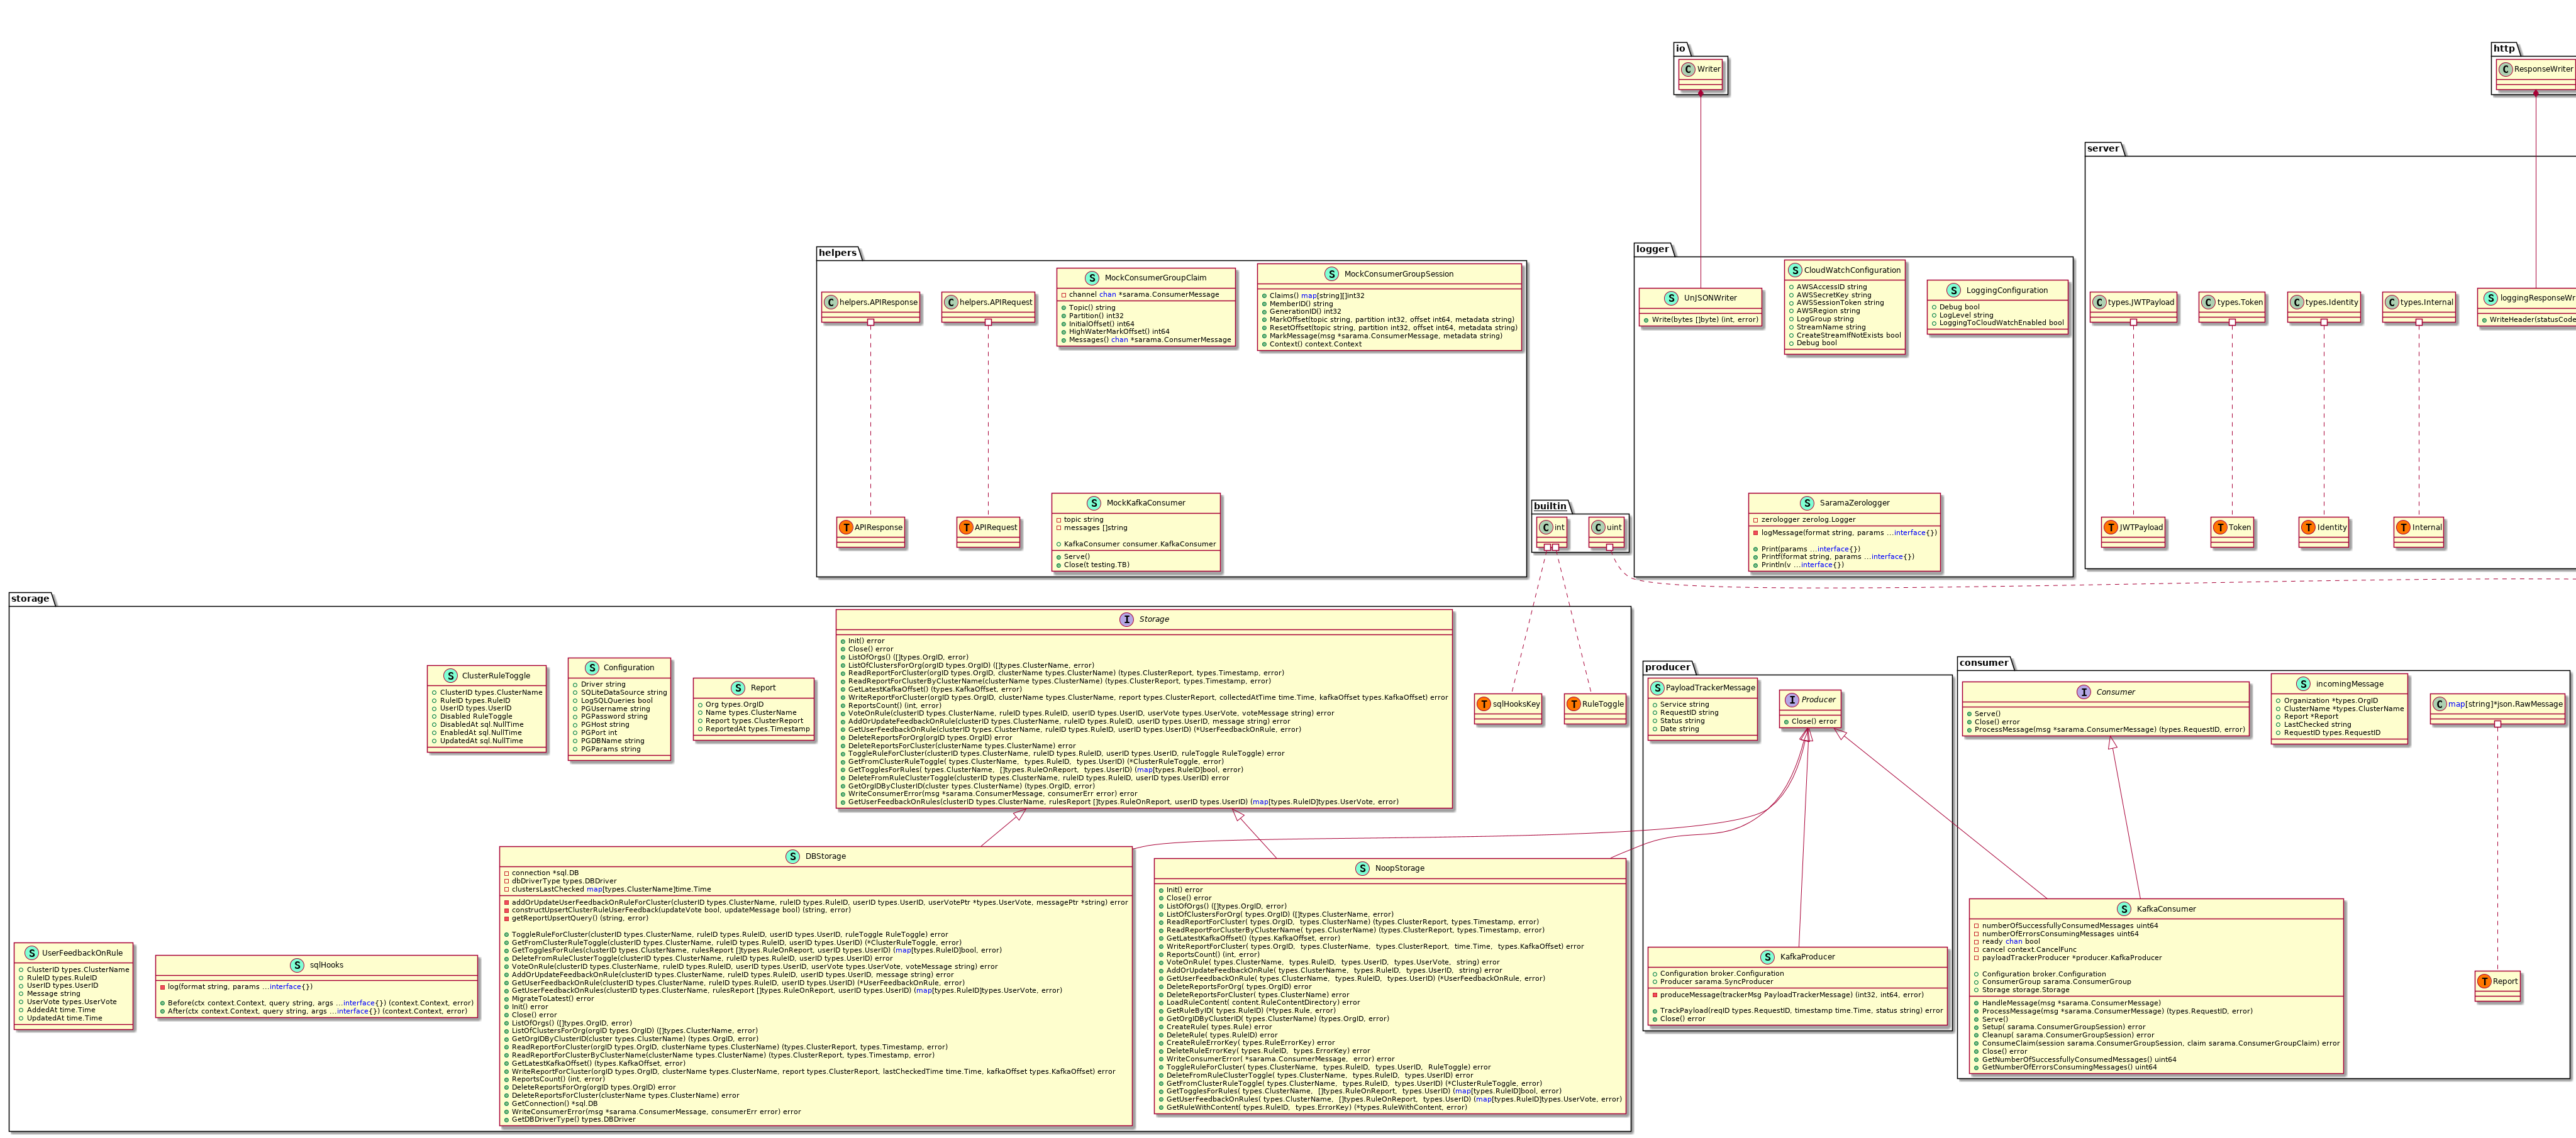 io
C Writer
http
C ResponseWriter
server
C types.JWTPayload
C types.Token
C types.Identity
C types.Internal
S loggingResponseWr
WriteHeader(statusCode
T JWTPayload
T Token
T Identity
T Internal
helpers
C helpers.APIResponse
C helpers.APIRequest
S MockConsumerGroupClaim
channel chan *sarama.ConsumerMessage
Topic() string
Partition() int32
InitialOffset() int64
HighWaterMarkOffset() int64
Messages() chan *sarama.ConsumerMessage
S MockConsumerGroupSession
Claims() map[string][]int32
MemberID() string
GenerationID() int32
MarkOffset(topic string, partition int32, offset int64, metadata string)
ResetOffset(topic string, partition int32, offset int64, metadata string)
MarkMessage(msg *sarama.ConsumerMessage, metadata string)
Context() context.Context
T APIResponse
T APIRequest
S MockKafkaConsumer
topic string
messages []string
KafkaConsumer consumer.KafkaConsumer
Serve()
Close(t testing.TB)
builtin
C int
C uint
logger
S UnJSONWriter
Write(bytes []byte) (int, error)
S CloudWatchConfiguration
AWSAccessID string
AWSSecretKey string
AWSSessionToken string
AWSRegion string
LogGroup string
StreamName string
CreateStreamIfNotExists bool
Debug bool
S LoggingConfiguration
Debug bool
LogLevel string
LoggingToCloudWatchEnabled bool
S SaramaZerologger
zerologger zerolog.Logger
logMessage(format string, params ...interface{})
Print(params ...interface{})
Printf(format string, params ...interface{})
Println(v ...interface{})
storage
S ClusterRuleToggle
ClusterID types.ClusterName
RuleID types.RuleID
UserID types.UserID
Disabled RuleToggle
DisabledAt sql.NullTime
EnabledAt sql.NullTime
UpdatedAt sql.NullTime
S Configuration
Driver string
SQLiteDataSource string
LogSQLQueries bool
PGUsername string
PGPassword string
PGHost string
PGPort int
PGDBName string
PGParams string
S Report
Org types.OrgID
Name types.ClusterName
Report types.ClusterReport
ReportedAt types.Timestamp
I Storage
Init() error
Close() error
ListOfOrgs() ([]types.OrgID, error)
ListOfClustersForOrg(orgID types.OrgID) ([]types.ClusterName, error)
ReadReportForCluster(orgID types.OrgID, clusterName types.ClusterName) (types.ClusterReport, types.Timestamp, error)
ReadReportForClusterByClusterName(clusterName types.ClusterName) (types.ClusterReport, types.Timestamp, error)
GetLatestKafkaOffset() (types.KafkaOffset, error)
WriteReportForCluster(orgID types.OrgID, clusterName types.ClusterName, report types.ClusterReport, collectedAtTime time.Time, kafkaOffset types.KafkaOffset) error
ReportsCount() (int, error)
VoteOnRule(clusterID types.ClusterName, ruleID types.RuleID, userID types.UserID, userVote types.UserVote, voteMessage string) error
AddOrUpdateFeedbackOnRule(clusterID types.ClusterName, ruleID types.RuleID, userID types.UserID, message string) error
GetUserFeedbackOnRule(clusterID types.ClusterName, ruleID types.RuleID, userID types.UserID) (*UserFeedbackOnRule, error)
DeleteReportsForOrg(orgID types.OrgID) error
DeleteReportsForCluster(clusterName types.ClusterName) error
ToggleRuleForCluster(clusterID types.ClusterName, ruleID types.RuleID, userID types.UserID, ruleToggle RuleToggle) error
GetFromClusterRuleToggle( types.ClusterName,  types.RuleID,  types.UserID) (*ClusterRuleToggle, error)
GetTogglesForRules( types.ClusterName,  []types.RuleOnReport,  types.UserID) (map[types.RuleID]bool, error)
DeleteFromRuleClusterToggle(clusterID types.ClusterName, ruleID types.RuleID, userID types.UserID) error
GetOrgIDByClusterID(cluster types.ClusterName) (types.OrgID, error)
WriteConsumerError(msg *sarama.ConsumerMessage, consumerErr error) error
GetUserFeedbackOnRules(clusterID types.ClusterName, rulesReport []types.RuleOnReport, userID types.UserID) (map[types.RuleID]types.UserVote, error)
T sqlHooksKey
T RuleToggle
S UserFeedbackOnRule
ClusterID types.ClusterName
RuleID types.RuleID
UserID types.UserID
Message string
UserVote types.UserVote
AddedAt time.Time
UpdatedAt time.Time
S sqlHooks
log(format string, params ...interface{})
Before(ctx context.Context, query string, args ...interface{}) (context.Context, error)
After(ctx context.Context, query string, args ...interface{}) (context.Context, error)
S DBStorage
connection *sql.DB
dbDriverType types.DBDriver
clustersLastChecked map[types.ClusterName]time.Time
addOrUpdateUserFeedbackOnRuleForCluster(clusterID types.ClusterName, ruleID types.RuleID, userID types.UserID, userVotePtr *types.UserVote, messagePtr *string) error
constructUpsertClusterRuleUserFeedback(updateVote bool, updateMessage bool) (string, error)
getReportUpsertQuery() (string, error)
ToggleRuleForCluster(clusterID types.ClusterName, ruleID types.RuleID, userID types.UserID, ruleToggle RuleToggle) error
GetFromClusterRuleToggle(clusterID types.ClusterName, ruleID types.RuleID, userID types.UserID) (*ClusterRuleToggle, error)
GetTogglesForRules(clusterID types.ClusterName, rulesReport []types.RuleOnReport, userID types.UserID) (map[types.RuleID]bool, error)
DeleteFromRuleClusterToggle(clusterID types.ClusterName, ruleID types.RuleID, userID types.UserID) error
VoteOnRule(clusterID types.ClusterName, ruleID types.RuleID, userID types.UserID, userVote types.UserVote, voteMessage string) error
AddOrUpdateFeedbackOnRule(clusterID types.ClusterName, ruleID types.RuleID, userID types.UserID, message string) error
GetUserFeedbackOnRule(clusterID types.ClusterName, ruleID types.RuleID, userID types.UserID) (*UserFeedbackOnRule, error)
GetUserFeedbackOnRules(clusterID types.ClusterName, rulesReport []types.RuleOnReport, userID types.UserID) (map[types.RuleID]types.UserVote, error)
MigrateToLatest() error
Init() error
Close() error
ListOfOrgs() ([]types.OrgID, error)
ListOfClustersForOrg(orgID types.OrgID) ([]types.ClusterName, error)
GetOrgIDByClusterID(cluster types.ClusterName) (types.OrgID, error)
ReadReportForCluster(orgID types.OrgID, clusterName types.ClusterName) (types.ClusterReport, types.Timestamp, error)
ReadReportForClusterByClusterName(clusterName types.ClusterName) (types.ClusterReport, types.Timestamp, error)
GetLatestKafkaOffset() (types.KafkaOffset, error)
WriteReportForCluster(orgID types.OrgID, clusterName types.ClusterName, report types.ClusterReport, lastCheckedTime time.Time, kafkaOffset types.KafkaOffset) error
ReportsCount() (int, error)
DeleteReportsForOrg(orgID types.OrgID) error
DeleteReportsForCluster(clusterName types.ClusterName) error
GetConnection() *sql.DB
WriteConsumerError(msg *sarama.ConsumerMessage, consumerErr error) error
GetDBDriverType() types.DBDriver
S NoopStorage
Init() error
Close() error
ListOfOrgs() ([]types.OrgID, error)
ListOfClustersForOrg( types.OrgID) ([]types.ClusterName, error)
ReadReportForCluster( types.OrgID,  types.ClusterName) (types.ClusterReport, types.Timestamp, error)
ReadReportForClusterByClusterName( types.ClusterName) (types.ClusterReport, types.Timestamp, error)
GetLatestKafkaOffset() (types.KafkaOffset, error)
WriteReportForCluster( types.OrgID,  types.ClusterName,  types.ClusterReport,  time.Time,  types.KafkaOffset) error
ReportsCount() (int, error)
VoteOnRule( types.ClusterName,  types.RuleID,  types.UserID,  types.UserVote,  string) error
AddOrUpdateFeedbackOnRule( types.ClusterName,  types.RuleID,  types.UserID,  string) error
GetUserFeedbackOnRule( types.ClusterName,  types.RuleID,  types.UserID) (*UserFeedbackOnRule, error)
DeleteReportsForOrg( types.OrgID) error
DeleteReportsForCluster( types.ClusterName) error
LoadRuleContent( content.RuleContentDirectory) error
GetRuleByID( types.RuleID) (*types.Rule, error)
GetOrgIDByClusterID( types.ClusterName) (types.OrgID, error)
CreateRule( types.Rule) error
DeleteRule( types.RuleID) error
CreateRuleErrorKey( types.RuleErrorKey) error
DeleteRuleErrorKey( types.RuleID,  types.ErrorKey) error
WriteConsumerError( *sarama.ConsumerMessage,  error) error
ToggleRuleForCluster( types.ClusterName,  types.RuleID,  types.UserID,  RuleToggle) error
DeleteFromRuleClusterToggle( types.ClusterName,  types.RuleID,  types.UserID) error
GetFromClusterRuleToggle( types.ClusterName,  types.RuleID,  types.UserID) (*ClusterRuleToggle, error)
GetTogglesForRules( types.ClusterName,  []types.RuleOnReport,  types.UserID) (map[types.RuleID]bool, error)
GetUserFeedbackOnRules( types.ClusterName,  []types.RuleOnReport,  types.UserID) (map[types.RuleID]types.UserVote, error)
GetRuleWithContent( types.RuleID,  types.ErrorKey) (*types.RuleWithContent, error)
producer
S PayloadTrackerMessage
Service string
RequestID string
Status string
Date string
I Producer
Close() error
S KafkaProducer
Configuration broker.Configuration
Producer sarama.SyncProducer
produceMessage(trackerMsg PayloadTrackerMessage) (int32, int64, error)
TrackPayload(reqID types.RequestID, timestamp time.Time, status string) error
Close() error
consumer
I Consumer
Serve()
Close() error
ProcessMessage(msg *sarama.ConsumerMessage) (types.RequestID, error)
S incomingMessage
Organization *types.OrgID
ClusterName *types.ClusterName
Report *Report
LastChecked string
RequestID types.RequestID
C map[string]*json.RawMessage
S KafkaConsumer
numberOfSuccessfullyConsumedMessages uint64
numberOfErrorsConsumingMessages uint64
ready chan bool
cancel context.CancelFunc
payloadTrackerProducer *producer.KafkaProducer
Configuration broker.Configuration
ConsumerGroup sarama.ConsumerGroup
Storage storage.Storage
HandleMessage(msg *sarama.ConsumerMessage)
ProcessMessage(msg *sarama.ConsumerMessage) (types.RequestID, error)
Serve()
Setup( sarama.ConsumerGroupSession) error
Cleanup( sarama.ConsumerGroupSession) error
ConsumeClaim(session sarama.ConsumerGroupSession, claim sarama.ConsumerGroupClaim) error
Close() error
GetNumberOfSuccessfullyConsumedMessages() uint64
GetNumberOfErrorsConsumingMessages() uint64
T Report